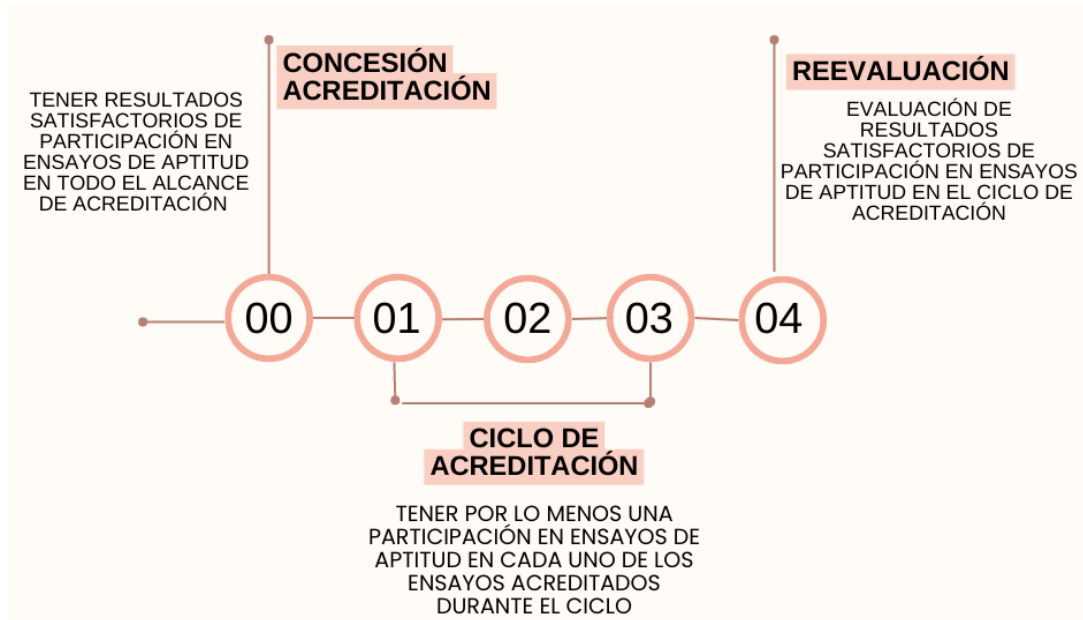 CONCESIÓN
ACREDITACIÓN
TENER RESULTADOS
SATISFACTORIOS DE
PARTICIPACIÓN EN
ENSAYOS DE APTITUD
EN TODO EL ALCANCE
DE ACREDITACIÓN
REEVALUACIÓN
EVALUACIÓN DE
RESULTADOS
SATISFACTORIOS DE
PARTICIPACIÓN EN ENSAYOS
DE APTITUD EN EL CICLO DE
ACREDITACIÓN
00 01 02 03 04
CICLO DE
ACREDITACIÓN
TENER POR LO MENOS UNA
PARTICIPACIÓN EN ENSAYOS DE
APTITUD EN CADA UNO DE LOS
ENSAYOS ACREDITADOS
DURANTE EL CICLO